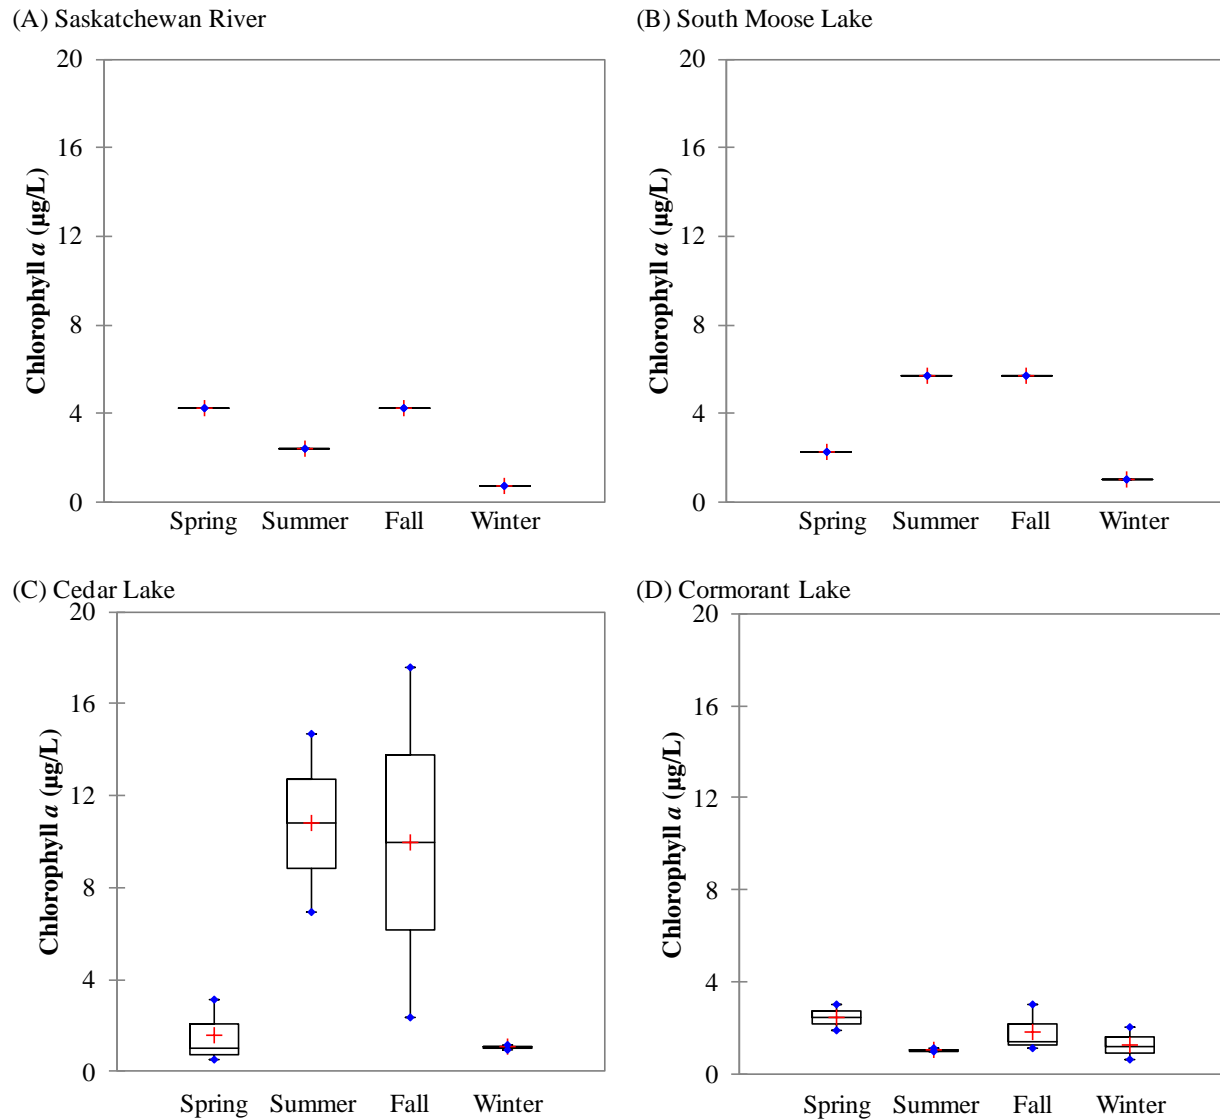 (A) Saskatchewan River
Chlorophyll a (µg/L)
20
16
12
8
4
0
Spring Summer Fall Winter
(B) South Moose Lake
Chlorophyll a (µg/L)
20
16
12
8
4
0
Spring Summer Fall Winter
(C) Cedar Lake
Chlorophyll a (µg/L)
20
16
12
8
4
0
Spring Summer Fall Winter
(D) Cormorant Lake
Chlorophyll a (µg/L)
20
16
12
8
4
0
Spring Summer Fall Winter